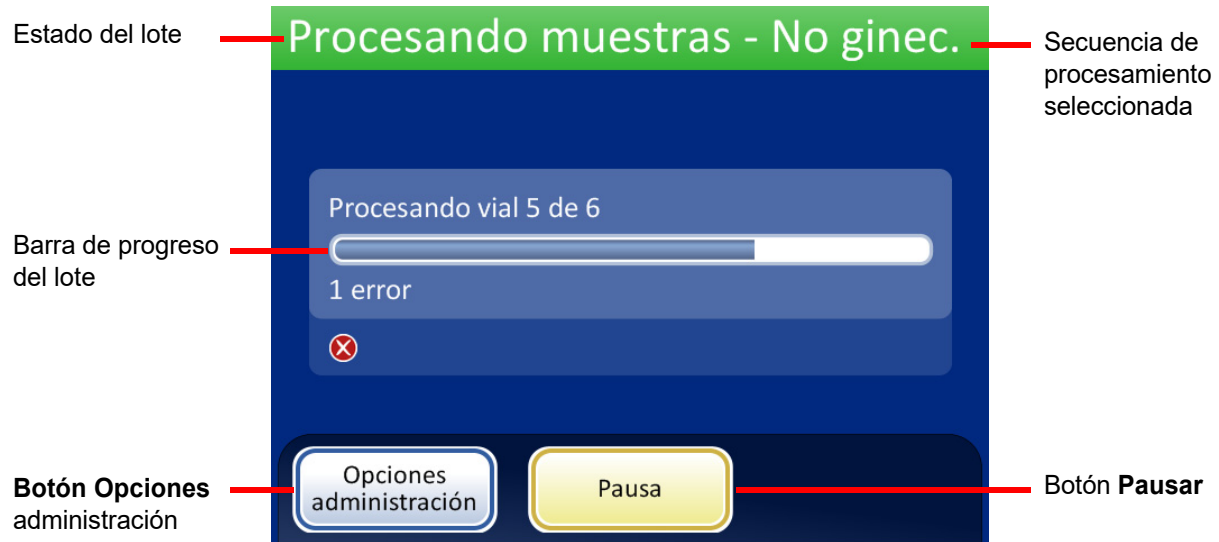 Estado del lote
Procesando muestras - No ginec.
Secuencia de
procesamiento
seleccionada
Procesando vial 5 de 6
Barra de progreso
del lote
1 error
Opciones
administración
Pausa
Botón Opciones
administración
Botón Pausar